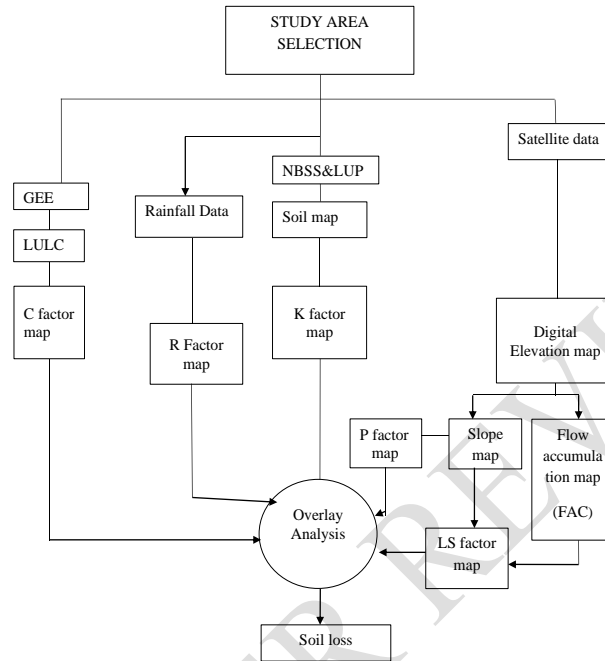 STUDY AREA
SELECTION
Satellite data
NBSS&LUP
GEE
Rainfall Data
Soil map
LULC
C factor
map
R Factor
map
K factor
map
Digital
Elevation map
P factor
map
Slope
map
Flow
accumula
tion map
(FAC)
Overlay
Analysis
LS factor
map
Soil loss